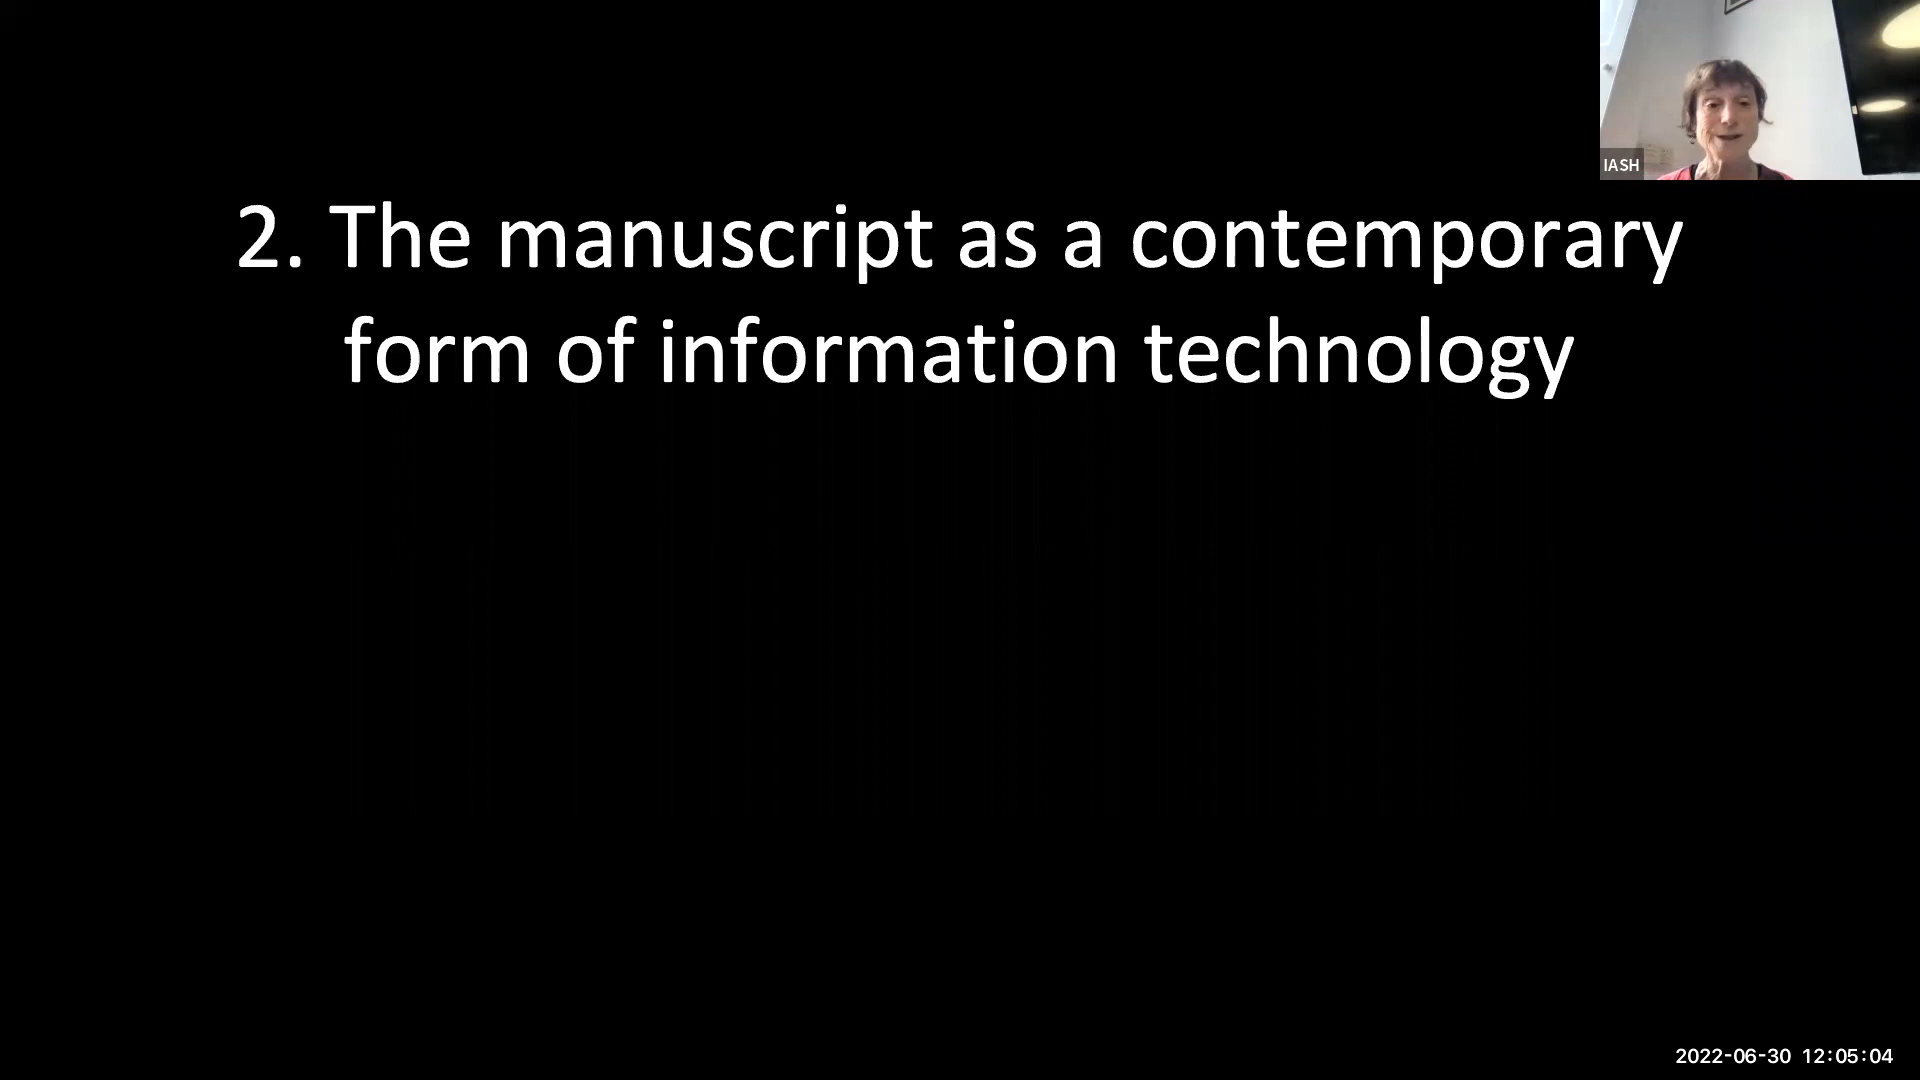 IASH
2. The manuscript as a contemporary
form of information technology
2022-06-30 12:05:04